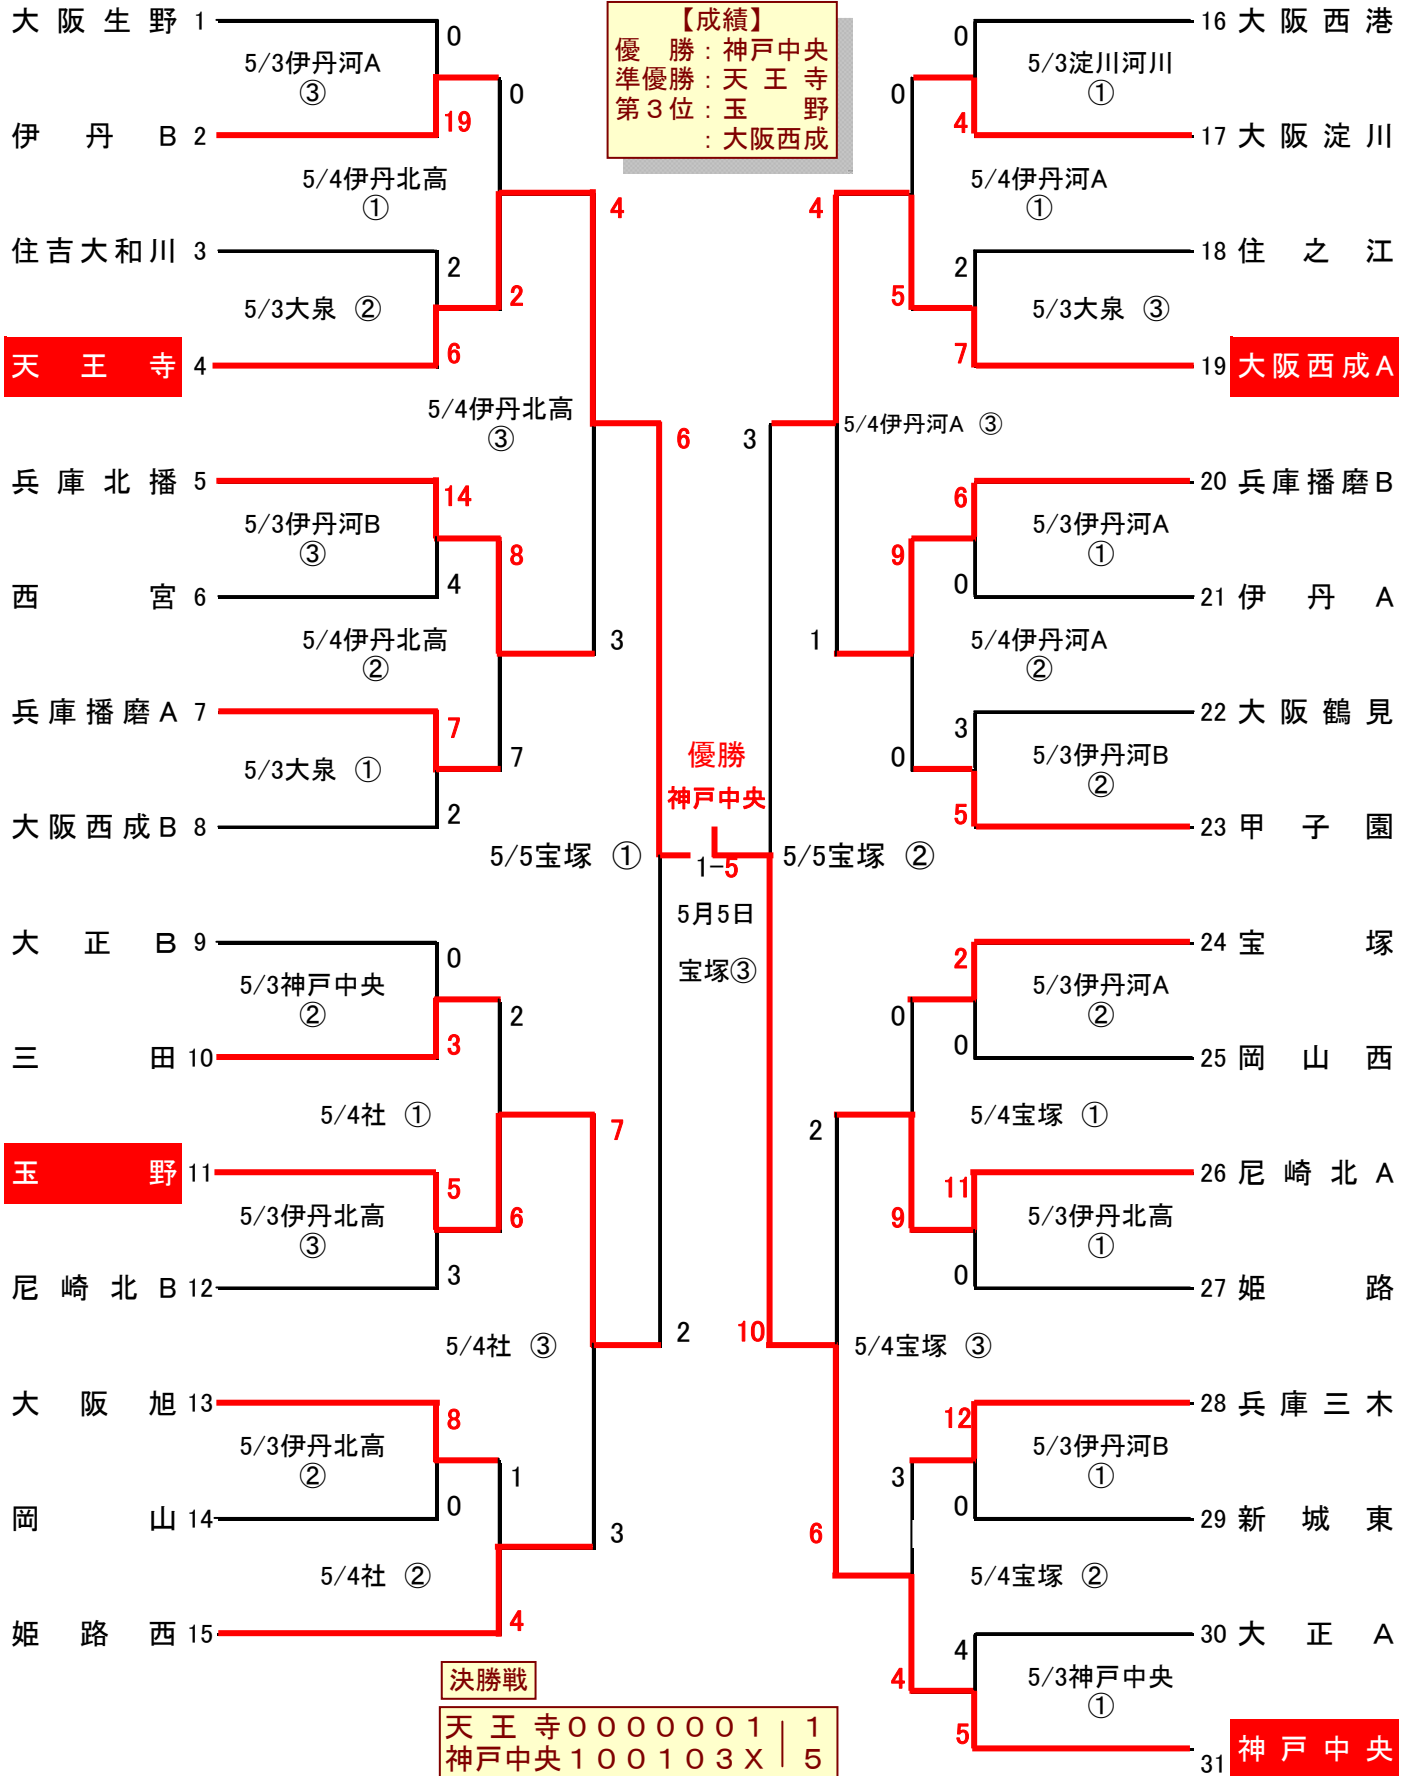 【成績】
優　勝：神戸中央
準優勝：天王寺
第３位：玉　野
：大阪西成
大阪生野 1
0
5/3伊丹河A
③
19
伊丹B 2
0
5/4伊丹北高
①
4
住吉大和川 3
2
5/3大泉 ②
2
6
天王寺 4
5/4伊丹北高
③
6
兵庫北播 5
14
5/3伊丹河B
③
8
4
西宮 6
5/4伊丹北高
②
3
兵庫播磨A 7
7
5/3大泉 ①
7
2
大阪西成B 8
5/5宝塚 ①
大正B 9
0
5/3神戸中央
②
2
3
三田 10
5/4社 ①
7
玉野 11
5
5/3伊丹北高
③
6
3
尼崎北B 12
5/4社 ③
2
大阪旭 13
8
5/3伊丹北高
②
1
0
岡山 14
3
5/4社 ②
4
姫路西 15
優勝
神戸中央
1-5
5月5日
宝塚③
16 大阪西港
0
5/3淀川河川
①
0
4
17 大阪淀川
5/4伊丹河A
①
4
18 住之江
2
5/3大泉 ③
5
7
19 大阪西成A
5/4伊丹河A ③
3
20 兵庫播磨B
6
5/3伊丹河A
①
9
0
21 伊丹A
5/4伊丹河A
②
1
22 大阪鶴見
3
5/3伊丹河B
②
0
5
23 甲子園
5/5宝塚 ②
24 宝塚
2
5/3伊丹河A
②
0
0
25 岡山西
5/4宝塚 ①
2
26 尼崎北A
11
5/3伊丹北高
①
9
0
27 姫路
10
5/4宝塚 ③
28 兵庫三木
12
5/3伊丹河B
①
3
0
29 新城東
6
5/4宝塚 ②
30 大正A
4
5/3神戸中央
①
4
5
31 神戸中央
決勝戦
天王寺０００００００１｜１
神戸中央１００１０３Ｘ｜５